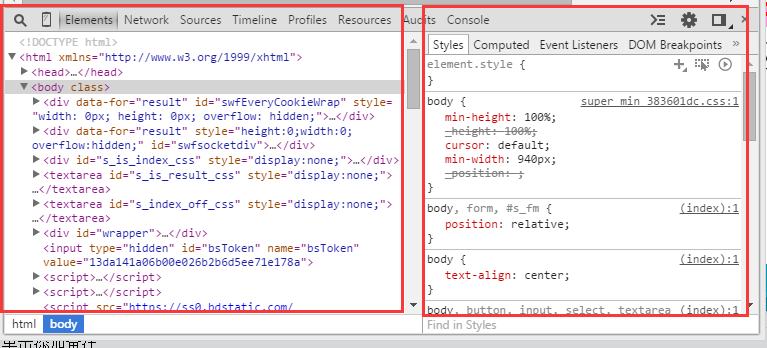 Elements Network Sources Timeline Profiles Resources Audits Console
<!DOCTYPE html>
<html xmlns="http://www.w3.org/1999/xhtml">
<head>…</head>
<body class>
<div data-for="result" id="swfEveryCookieWrap" style=
"width: 0px; height: 0px; overflow: hidden;">…</div>
<div data-for="result" style="height:0;width:0;
overflow:hidden;" id="swfsocketdiv">…</div>
<div id="s_is_index_css" style="display:none;">…</div>
<textarea id="s_is_result_css" style="display:none;">
…</textarea>
<textarea id="s_index_off_css" style="display:none;">
…</textarea>
<div id="wrapper">…</div>
<input type="hidden" id="bsToken" name="bsToken"
value="13da141a06b00e026b2b6d5ee71e178a">
<script>…</script>
<script>…</script>
<script src="https://ss0.bdstatic.com/
html body
Styles Computed Event Listeners DOM Breakpoints »
element.style {
}
body { super_min_383601dc.css:1
min-height: 100%;
_height: 100%;
cursor: default;
min-width: 940px;
_position: ;
}
body, form, #s_fm { (index):1
position: relative;
}
body { (index):1
text-align: center;
}
body, button, input, select, textarea (index):1
Find in Styles